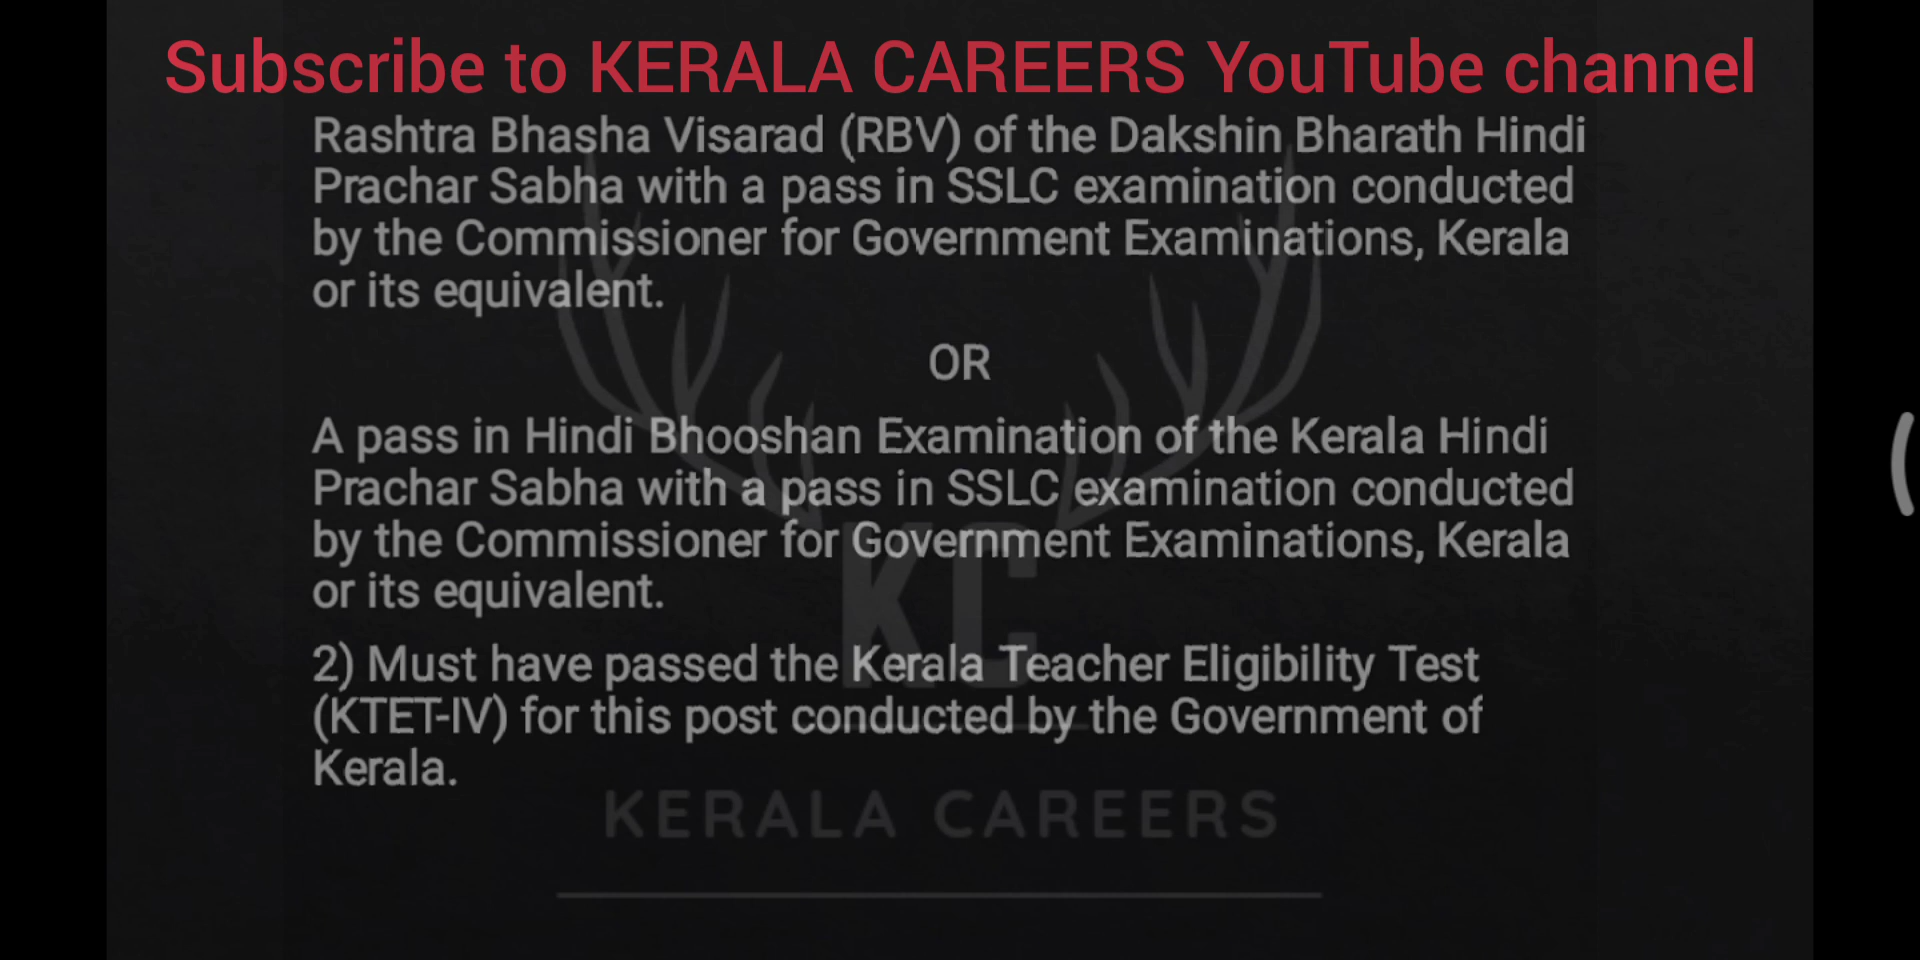 Subscribe to KERALA CAREERS YouTube channel
Rashtra Bhasha Visarad (RBV) of the Dakshin Bharath Hindi
Prachar Sabha with a pass in SSLC examination conducted
by the Commissioner for Government Examinations, Kerala
or its equivalent.
OR
A pass in Hindi Bhooshan Examination of the Kerala Hindi
Prachar Sabha with a pass in SSLC examination conducted
by the Commissioner for Government Examinations, Kerala
or its equivalent.
KC
2) Must have passed the Kerala Teacher Eligibility Test
(KTET-IV) for this post conducted by the Government of
Kerala.
KERALA CAREERS